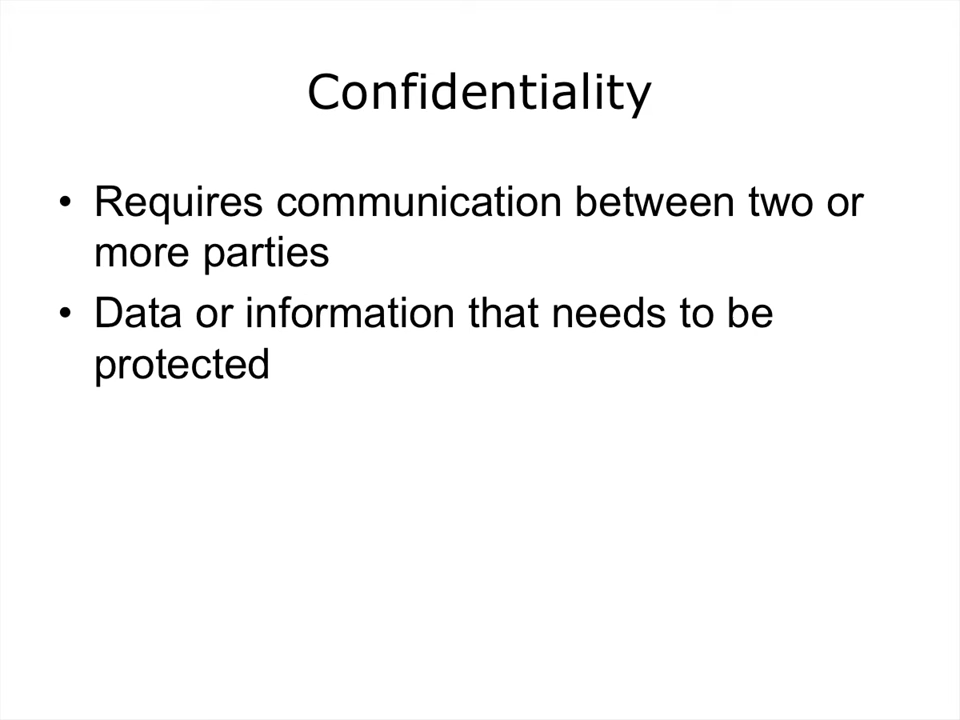 Confidentiality
• Requires communication between two or
more parties
• Data or information that needs to be
protected